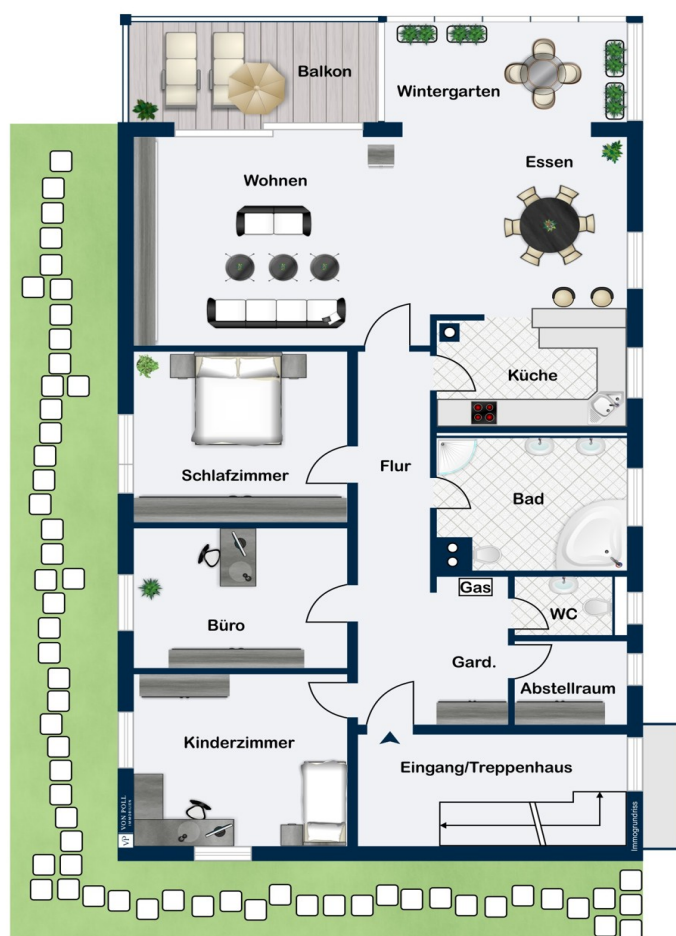 Balkon
Wintergarten
Essen
Wohnen
Küche
Schlafzimmer
Flur
Bad
Gas
WC
Büro
Gard.
Abstellraum
Kinderzimmer
Eingang/Treppenhaus
VP VON POLL
IMMOBILIEN
Immogrundriss